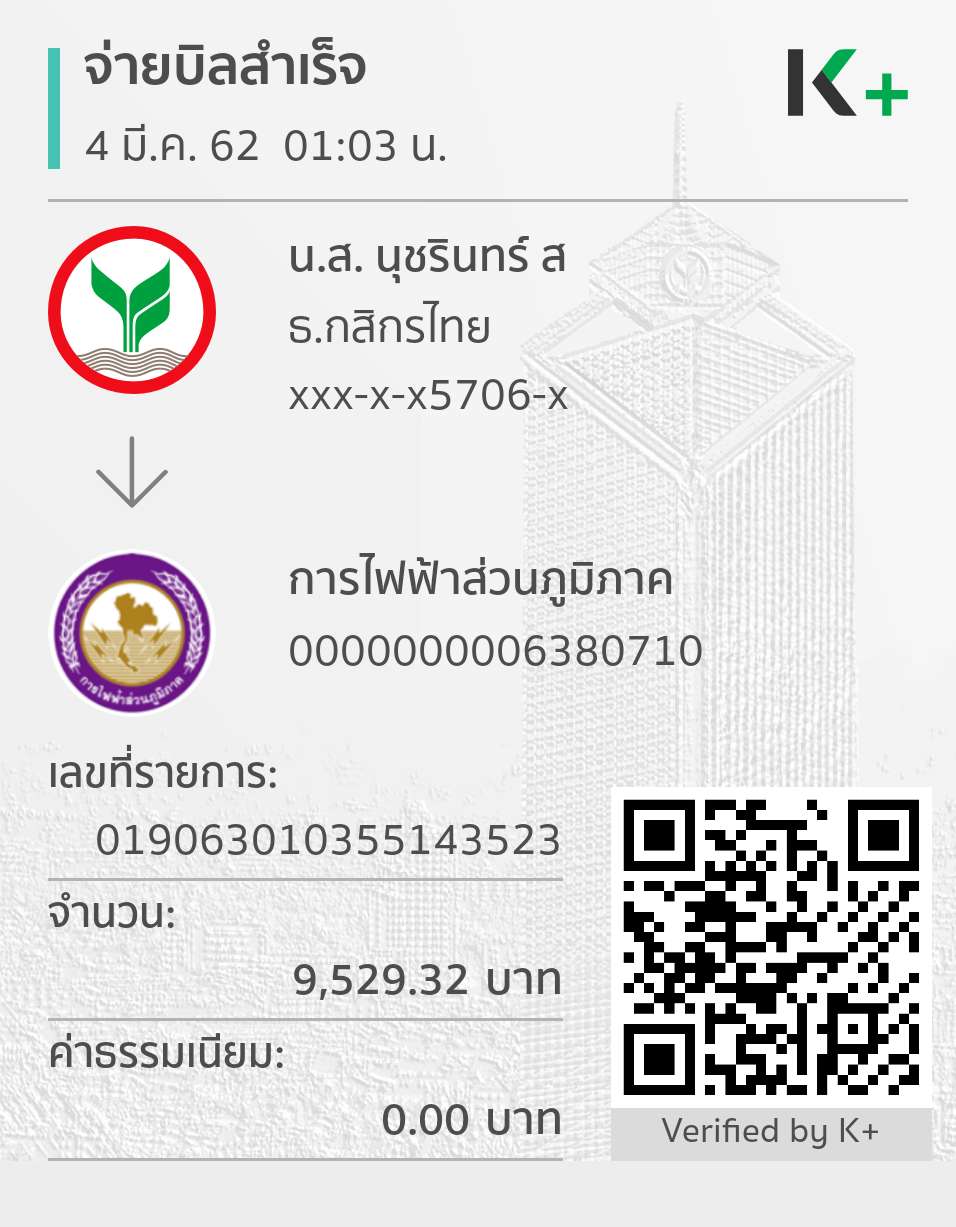 จ่ายบิลสำเร็จ
4 มี.ค. 62 01:03 น.
K+
น.ส. นุชรินทร์ ส
ธ.กสิกรไทย
xxx-x-x5706-x
การไฟฟ้าส่วนภูมิภาค
0000000006380710
การไฟฟ้าส่วนภูมิภาค
เลขที่รายการ:
019063010355143523
จำนวน:
9,529.32 บาท
ค่าธรรมเนียม:
0.00 บาท
Verified by K+